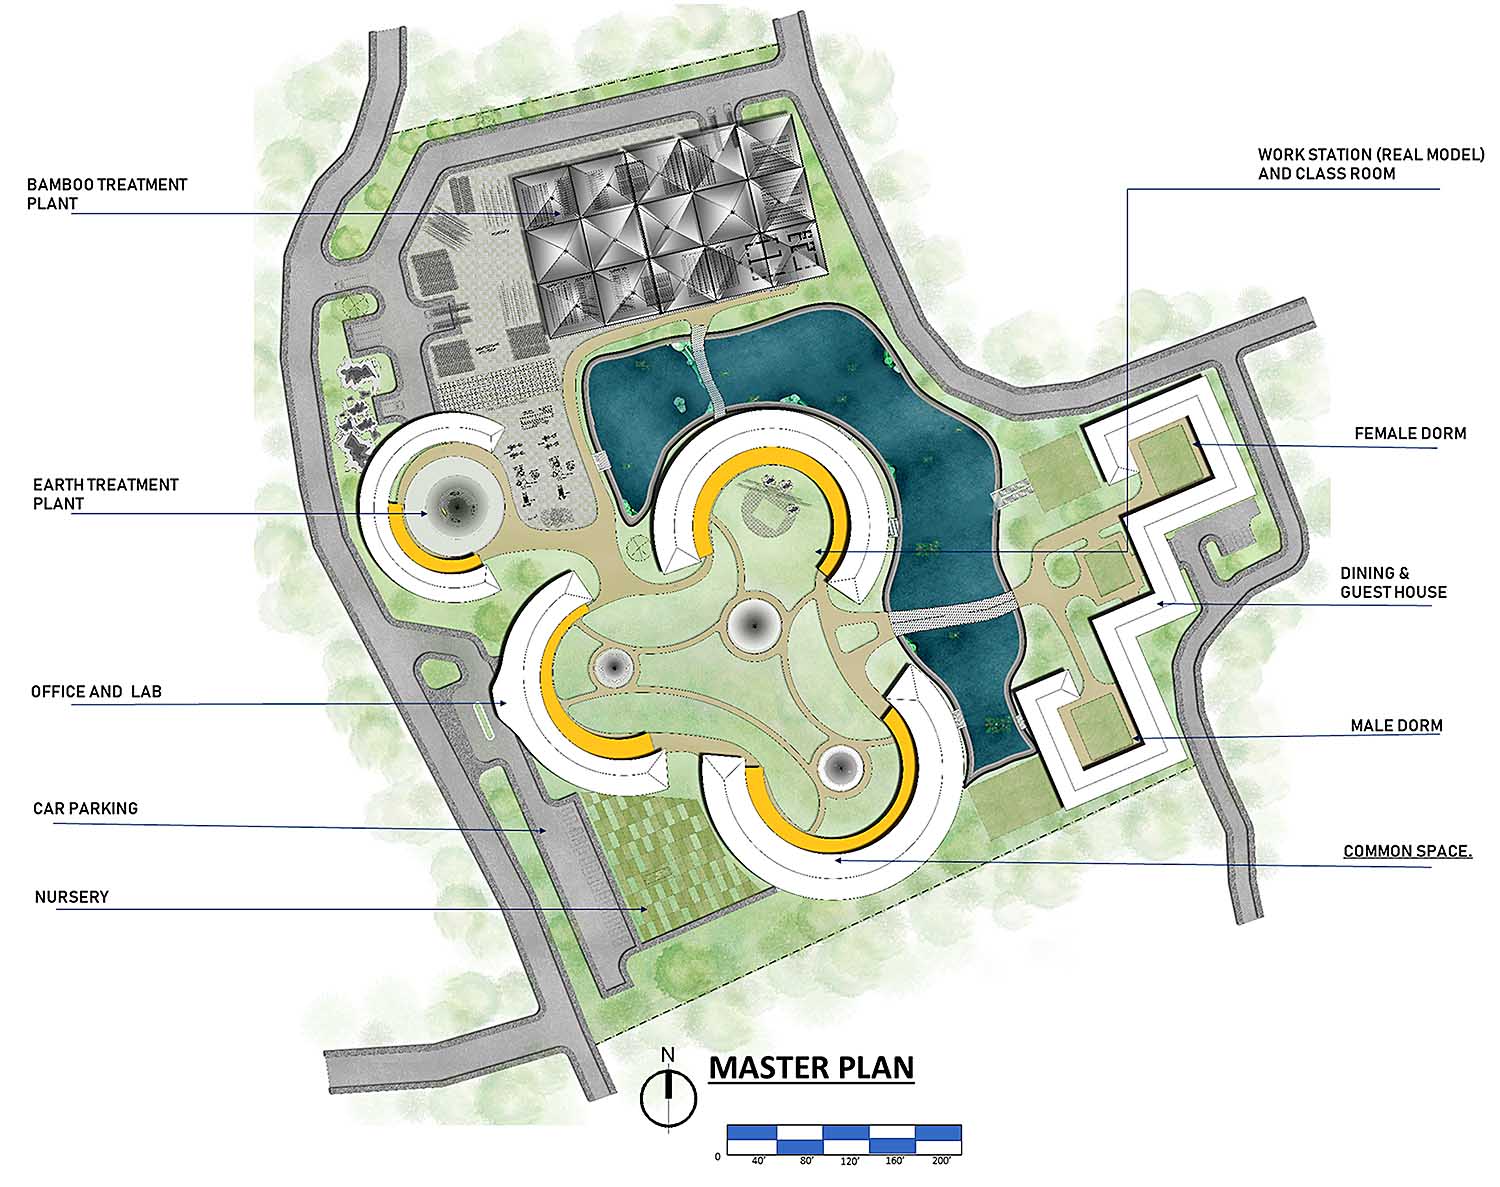 BAMBOO TREATMENT
PLANT
EARTH TREATMENT
PLANT
OFFICE AND LAB
CAR PARKING
NURSERY
WORK STATION (REAL MODEL)
AND CLASS ROOM
FEMALE DORM
DINING &
GUEST HOUSE
MALE DORM
COMMON SPACE.
N
MASTER PLAN
0 40' 80' 120' 160' 200'